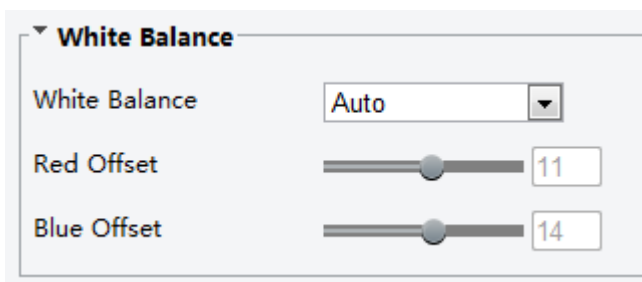 White Balance
White Balance Auto
Red Offset 11
Blue Offset 14